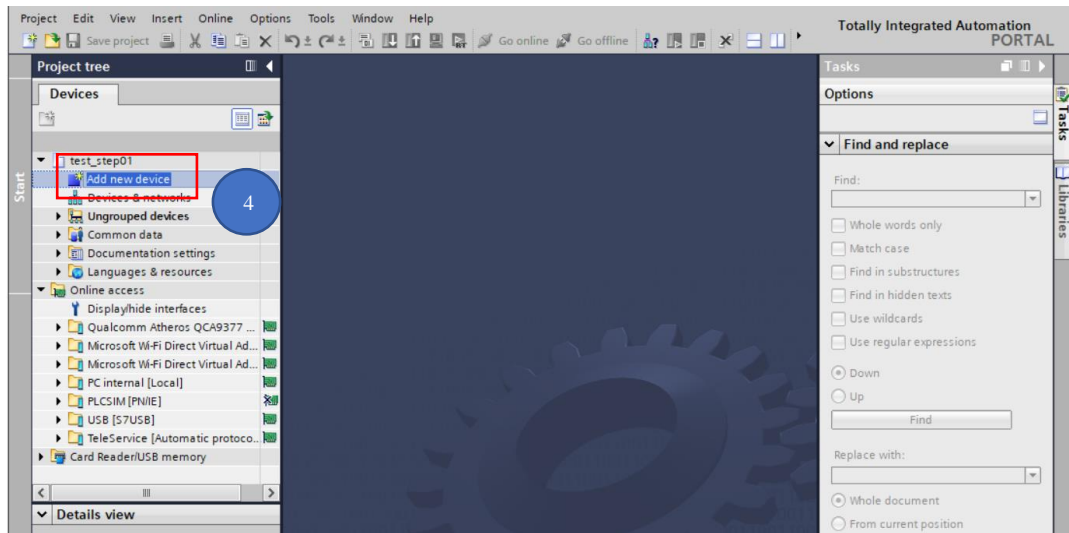 Project Edit View Insert Online Options Tools Window Help
Totally Integrated Automation
PORTAL
Save project
Go online Go offline
Project tree
Devices
Start
test_step01
Add new device
4
Devices & networks
Ungrouped devices
Common data
Documentation settings
Languages & resources
Online access
Display/hide interfaces
Qualcomm Atheros QCA9377 ...
Microsoft Wi-Fi Direct Virtual Ad...
Microsoft Wi-Fi Direct Virtual Ad...
PC internal [Local]
PLCSIM [PN/IE]
USB [S7USB]
TeleService [Automatic protoco...
Card Reader/USB memory
Details view
Tasks
Options
Find and replace
Find:
Whole words only
Match case
Find in substructures
Find in hidden texts
Use wildcards
Use regular expressions
Down
Up
Find
Replace with:
Whole document
From current position
Tasks
Libraries